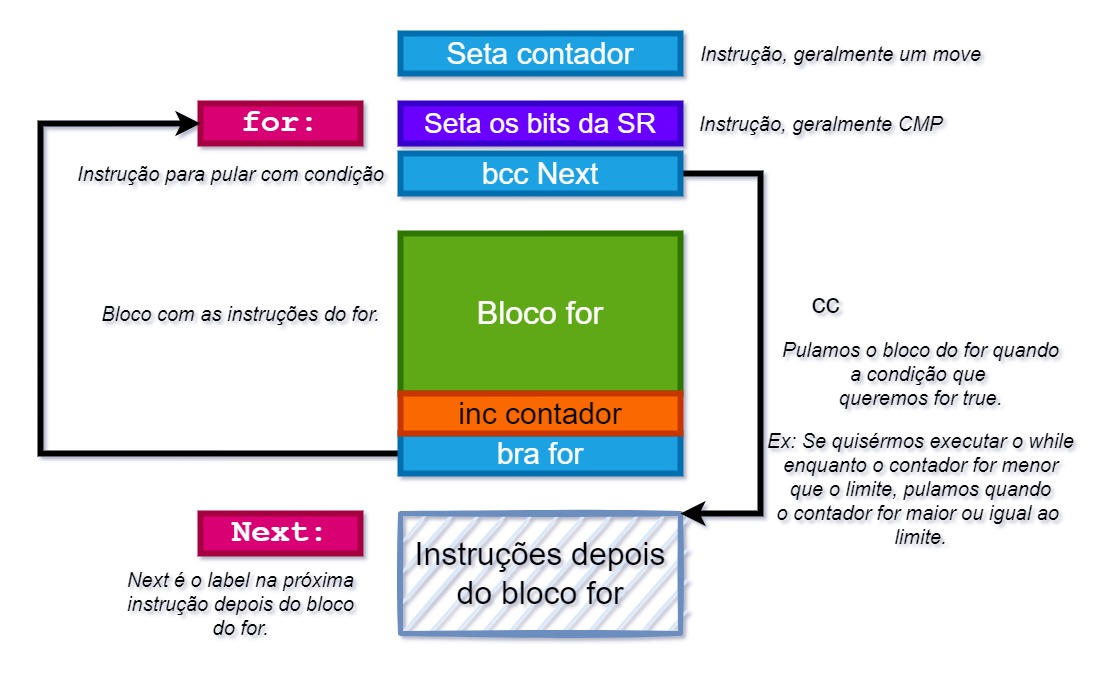 Seta contador
Instrução, geralmente um move
for:
Seta os bits da SR
Instrução, geralmente CMP
Instrução para pular com condição
bcc Next
Bloco com as instruções do for.
Bloco for
cc
Pulamos o bloco do for quando
a condição que
queremos for true.
inc contador
bra for
Ex: Se quisérmos executar o while
enquanto o contador for menor
que o limite, pulamos quando
o contador for maior ou igual ao
limite.
Next:
Next é o label na próxima
instrução depois do bloco
do for.
Instruções depois
do bloco for